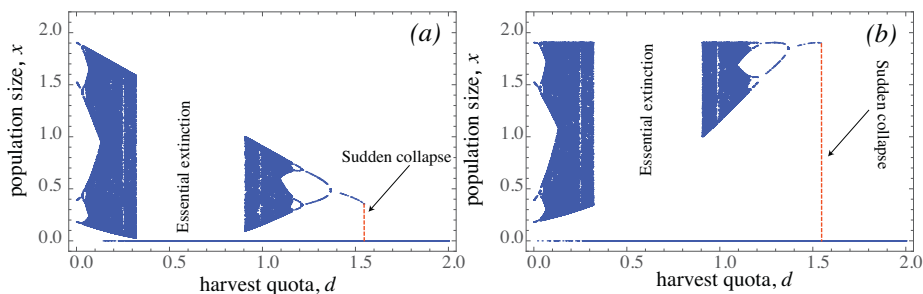 (a)
population size, x
2.0
1.5
1.0
0.5
0.0
Essential extinction
Sudden collapse
0.0 0.5 1.0 1.5 2.0
harvest quota, d
(b)
population size, x
2.0
1.5
1.0
0.5
0.0
Essential extinction
Sudden
collapse
0.0 0.5 1.0 1.5 2.0
harvest quota, d